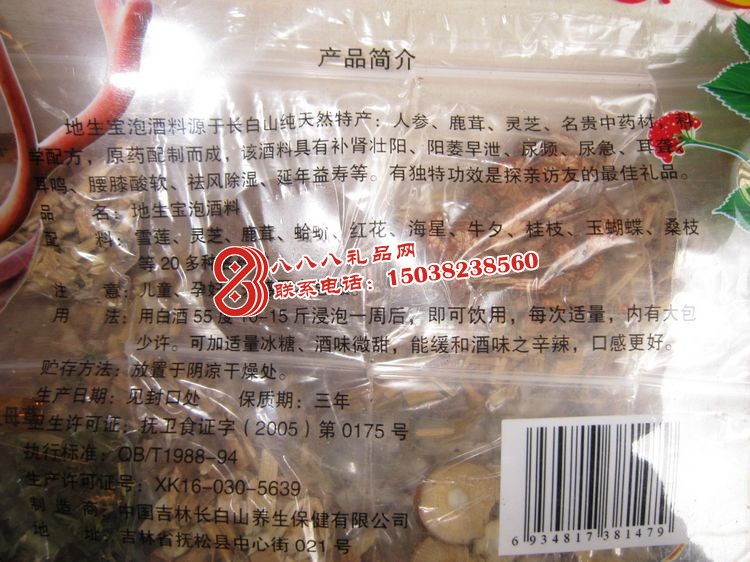 产品简介
地生宝泡酒料源于长白山纯天然特产：人参、鹿茸、灵芝、名贵中药材、科
学配方，原药配制而成，该酒料具有补肾壮阳、阳萎早泄、尿频、尿急、耳聋、
耳鸣、腰膝酸软、祛风除湿、延年益寿等。有独特功效是探亲访友的最佳礼品。
品 名：地生宝泡酒料
配 料：雪莲、灵芝、鹿茸、蛤蚧、红花、海星、牛夕、桂枝、玉蝴蝶、桑枝
等20多种
八八八礼品网
联系电话：15038238560
注 意：儿童、孕妇
用 法：用白酒55度10-15斤浸泡一周后，即可饮用，每次适量，内有大包
少许。可加适量冰糖、酒味微甜，能缓和酒味之辛辣，口感更好。
贮存方法：放置于阴凉干燥处。
生产日期：见封口处 保质期：三年
卫生许可证：抚卫食证字（2005）第0175号
执行标准：QB/T1988-94
生产许可证号：XK16-030-5639
制造商：中国吉林长白山养生保健有限公司
地 址：吉林省抚松县中心街021号
6 934817 381479